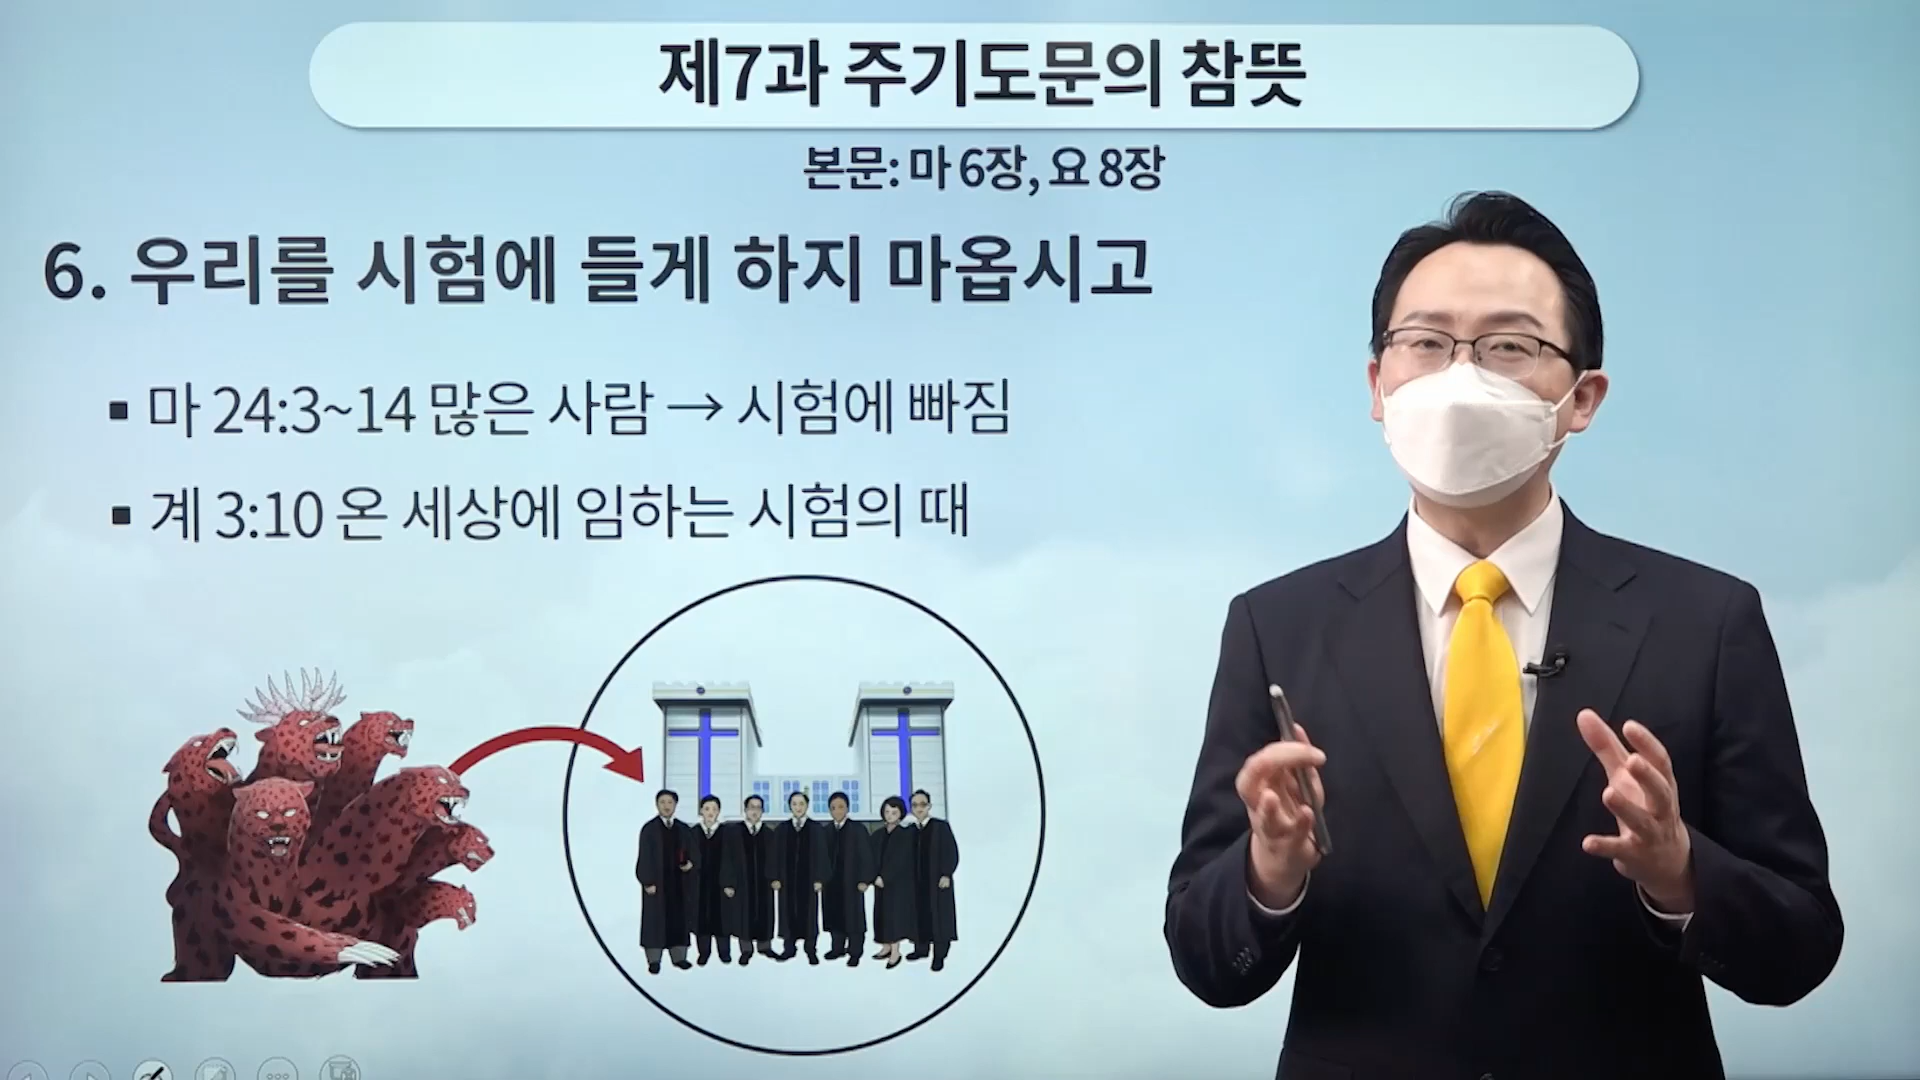 제7과 주기도문의 참뜻
본문: 마 6장, 요 8장
6. 우리를 시험에 들게 하지 마옵시고
▪ 마 24:3~14 많은 사람 → 시험에 빠짐
▪ 계 3:10 온 세상에 임하는 시험의 때